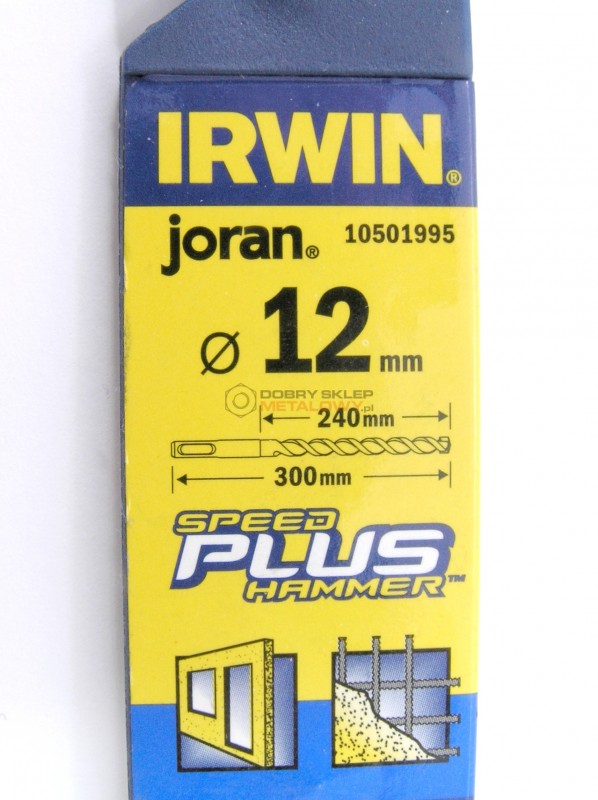 IRWIN®
joran® 10501995
Ø 12 mm
DOBRY SKLEP
METALOWY.pl
240mm
300mm
SPEED
PLUS
HAMMER™